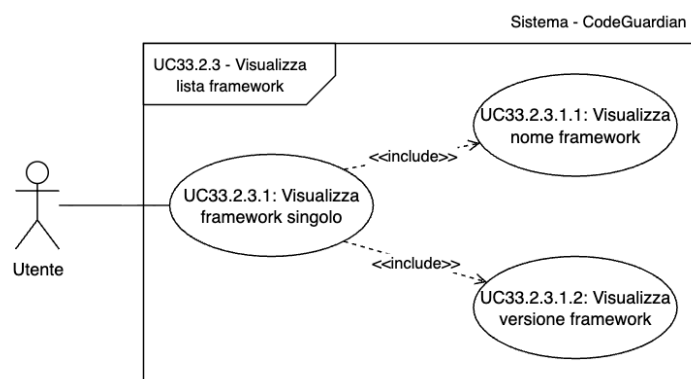 Sistema - CodeGuardian
UC33.2.3 - Visualizza
lista framework
UC33.2.3.1.1: Visualizza
nome framework
<<include>>
UC33.2.3.1: Visualizza
framework singolo
Utente
<<include>>
UC33.2.3.1.2: Visualizza
versione framework